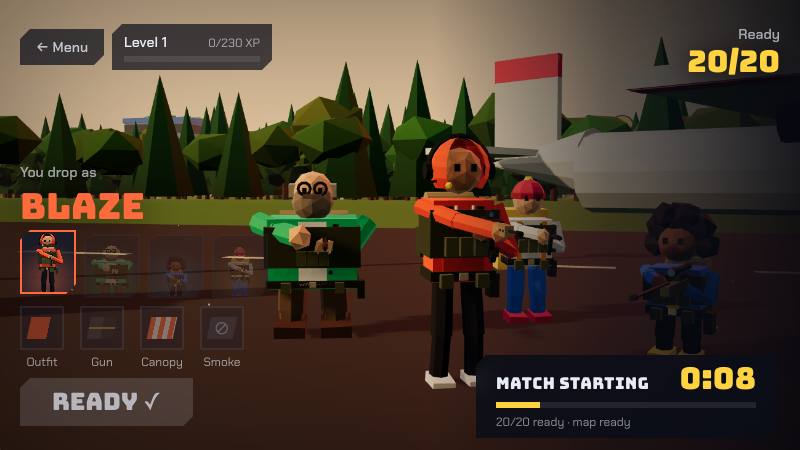 ← Menu
Level 1
0/230 XP
Ready
20/20
You drop as
BLAZE
Outfit
Gun
Canopy
Smoke
READY ✓
MATCH STARTING
0:08
20/20 ready · map ready